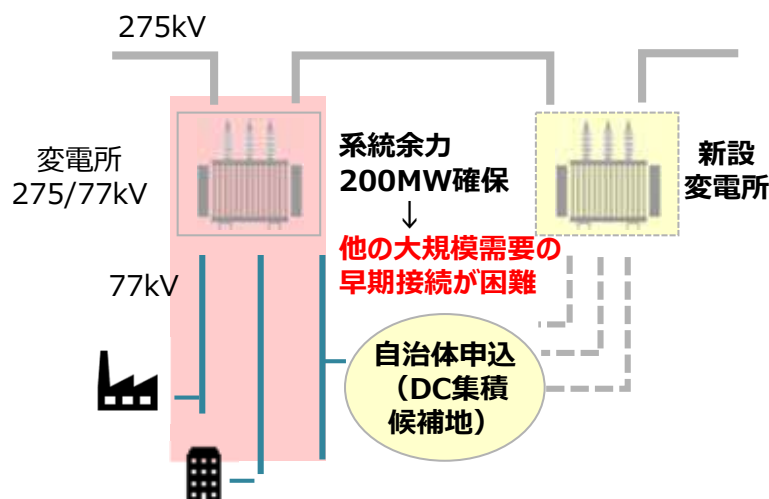 275kV
変電所
275/77kV
系統余力
200MW確保
↓
他の大規模需要の
早期接続が困難
新設
変電所
77kV
自治体申込
（DC集積
候補地）